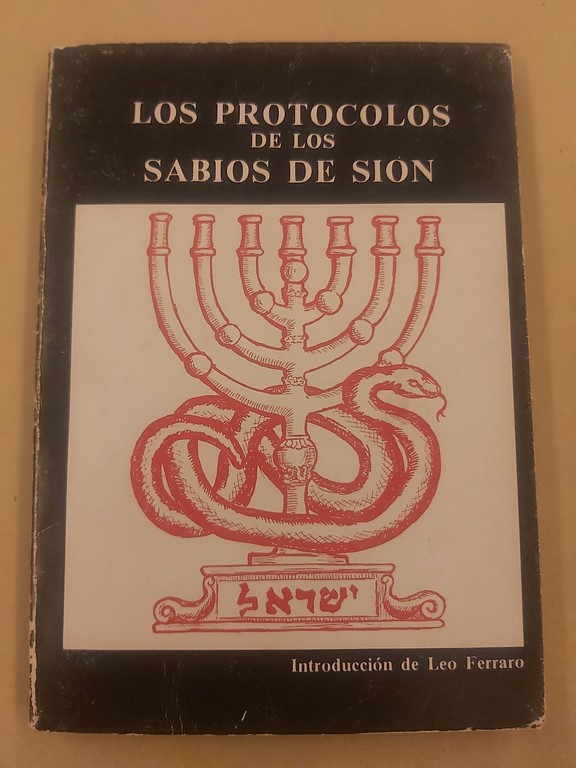 LOS PROTOCOLOS
DE LOS
SABIOS DE SION
ישראל
Introducción de Leo Ferraro